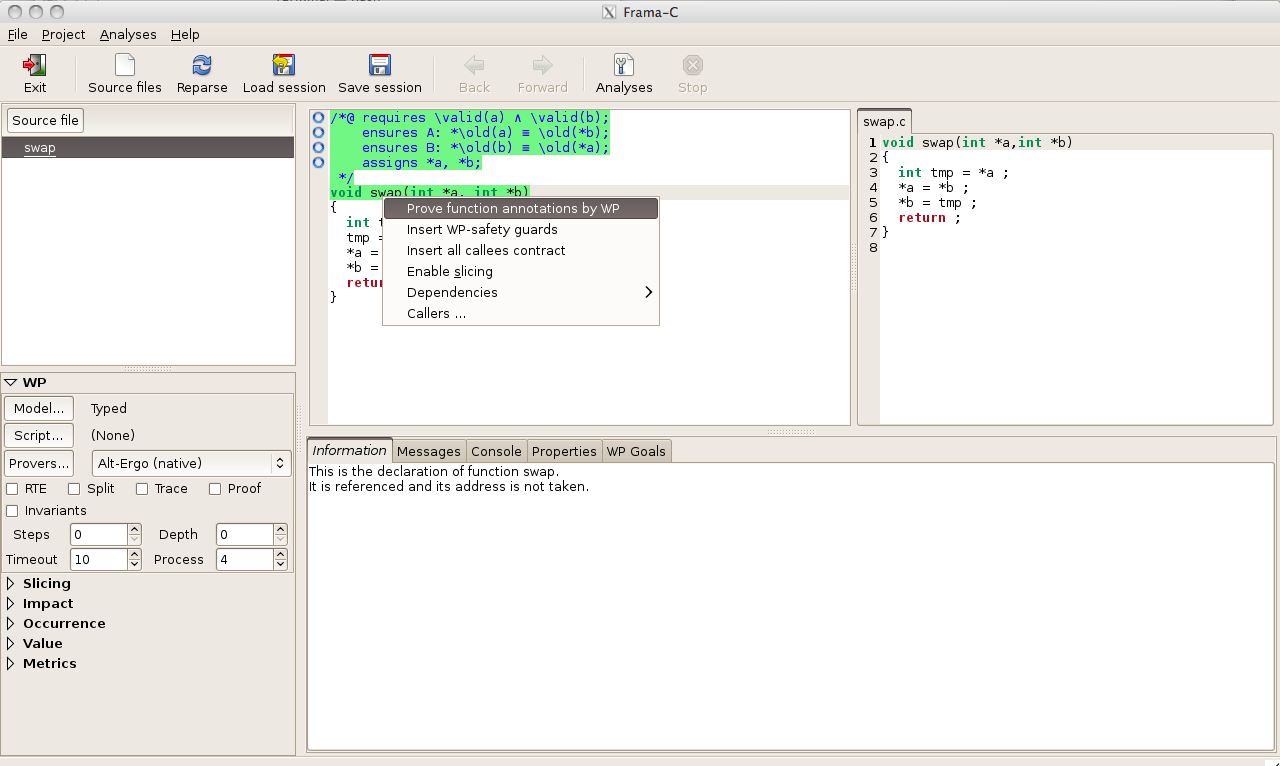 Frama-C
File Project Analyses Help
Exit Source files Reparse Load session Save session Back Forward Analyses Stop
Source file
swap
/*@ requires \valid(a) ∧ \valid(b);
ensures A: *\old(a) ≡ \old(*b);
ensures B: *\old(b) ≡ \old(*a);
assigns *a, *b;
*/
void swap(int *a, int *b)
{
int
tmp =
*a =
*b =
}
Prove function annotations by WP
Insert WP-safety guards
Insert all callees contract
Enable slicing
Dependencies
Callers ...
swap.c
1 void swap(int *a,int *b)
2 {
3 int tmp = *a ;
4 *a = *b ;
5 *b = tmp ;
6 return ;
7 }
8
WP
Model... Typed
Script... (None)
Provers... Alt-Ergo (native)
RTE Split Trace Proof
Invariants
Steps 0 Depth 0
Timeout 10 Process 4
Slicing
Impact
Occurrence
Value
Metrics
Information Messages Console Properties WP Goals
This is the declaration of function swap.
It is referenced and its address is not taken.